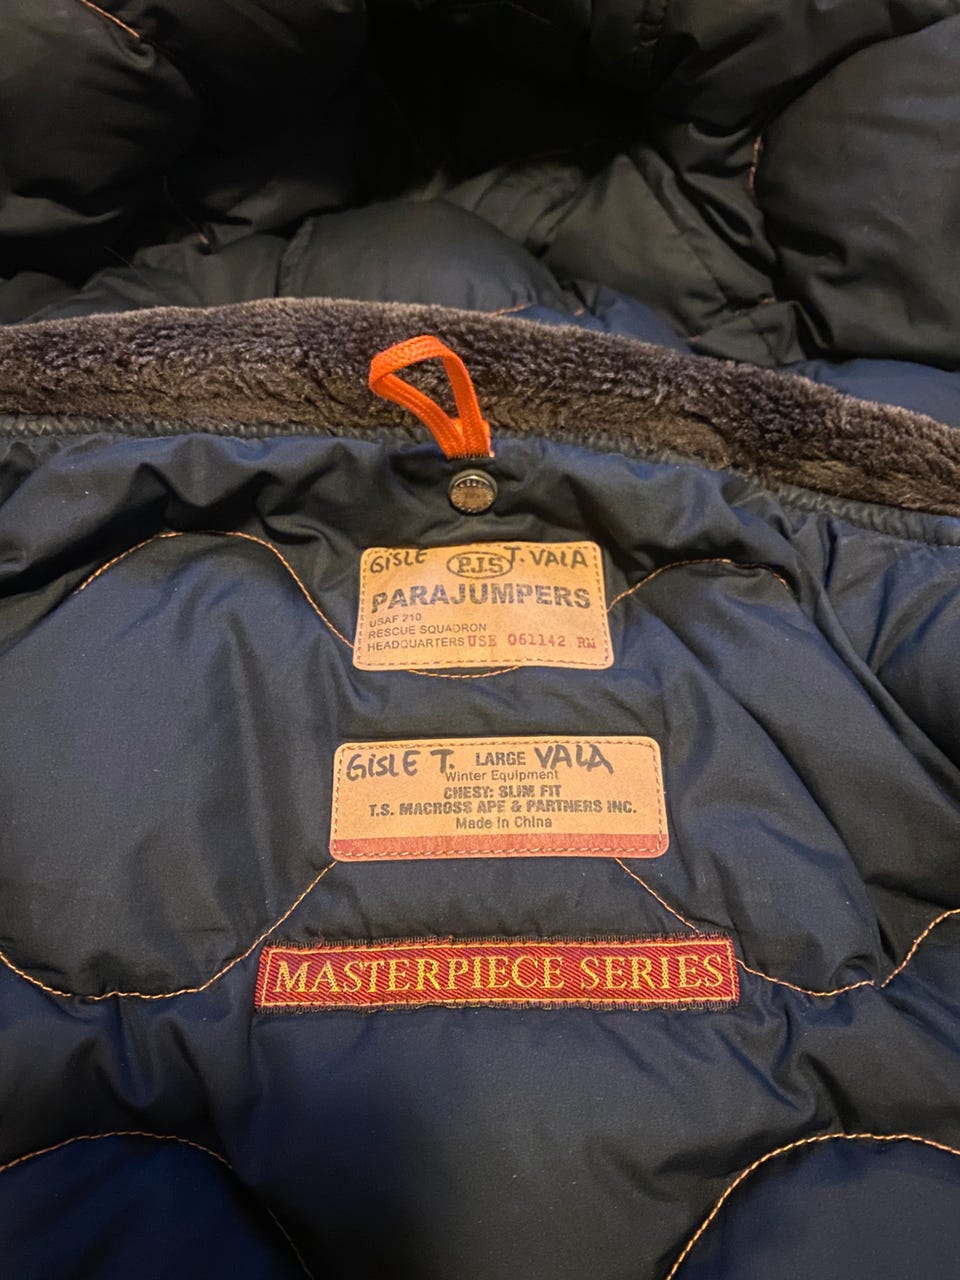 GISLE P.J.S T. VALA
PARAJUMPERS
USAF 210
RESCUE SQUADRON
HEADQUARTERS USE 061142 RN
GISLE T. LARGE VALA
Winter Equipment
CHEST: SLIM FIT
T.S. MACROSS APE & PARTNERS INC.
Made in China
MASTERPIECE SERIES